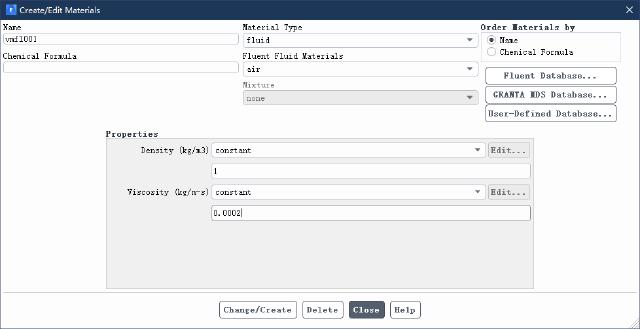 Create/Edit Materials
Name
vmfl001
Chemical Formula
Material Type
fluid
Fluent Fluid Materials
air
Mixture
none
Order Materials by
Name
Chemical Formula
Fluent Database...
GRANTA MDS Database...
User-Defined Database...
Properties
Density (kg/m3) constant Edit...
1
Viscosity (kg/m-s) constant Edit...
0.0002
Change/Create Delete Close Help